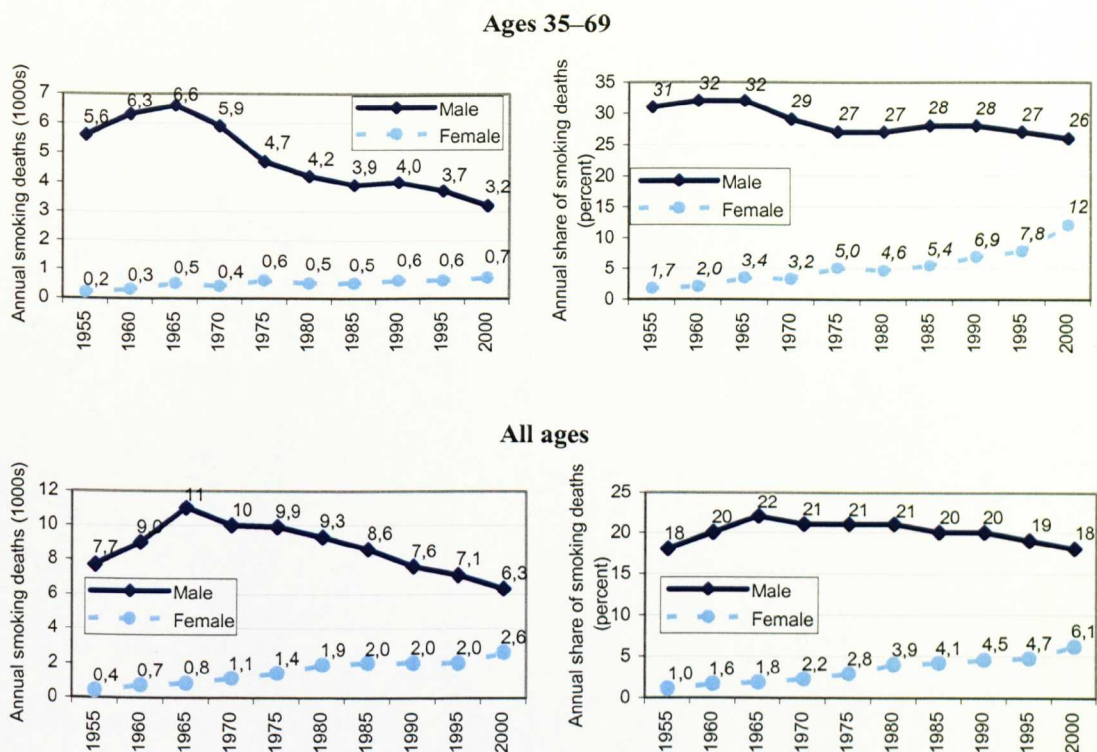 Ages 35–69
Annual smoking deaths (1000s)
7
6
5
4
3
2
1
0
5,6 6,3 6,6 5,9 4,7 4,2 3,9 4,0 3,7 3,2
Male
Female
0,2 0,3 0,5 0,4 0,6 0,5 0,5 0,6 0,6 0,7
1955 1960 1965 1970 1975 1980 1985 1990 1995 2000
Annual share of smoking deaths
(percent)
35
30
25
20
15
10
5
0
31 32 32 29 27 27 28 28 27 26
Male
Female
1,7 2,0 3,4 3,2 5,0 4,6 5,4 6,9 7,8 12
1955 1960 1965 1970 1975 1980 1985 1990 1995 2000
All ages
Annual smoking deaths (1000s)
12
10
8
6
4
2
0
7,7 9,0 11 10 9,9 9,3 8,6 7,6 7,1 6,3
Male
Female
0,4 0,7 0,8 1,1 1,4 1,9 2,0 2,0 2,0 2,6
1955 1960 1965 1970 1975 1980 1985 1990 1995 2000
Annual share of smoking deaths
(percent)
25
20
15
10
5
0
18 20 22 21 21 21 20 20 19 18
Male
Female
1,0 1,6 1,8 2,2 2,8 3,9 4,1 4,5 4,7 6,1
1955 1960 1965 1970 1975 1980 1985 1990 1995 2000